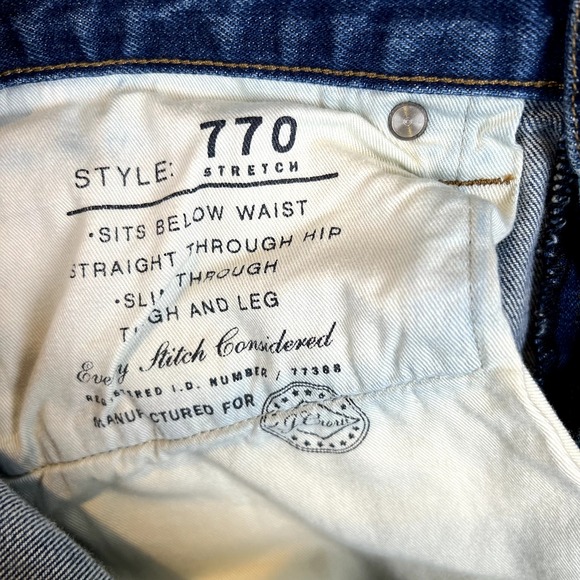 STYLE: 770
STRETCH
•SITS BELOW WAIST
STRAIGHT THROUGH HIP
•SLIM THROUGH
THIGH AND LEG
Every Stitch Considered
REGISTERED I.D. NUMBER / 77388
MANUFACTURED FOR